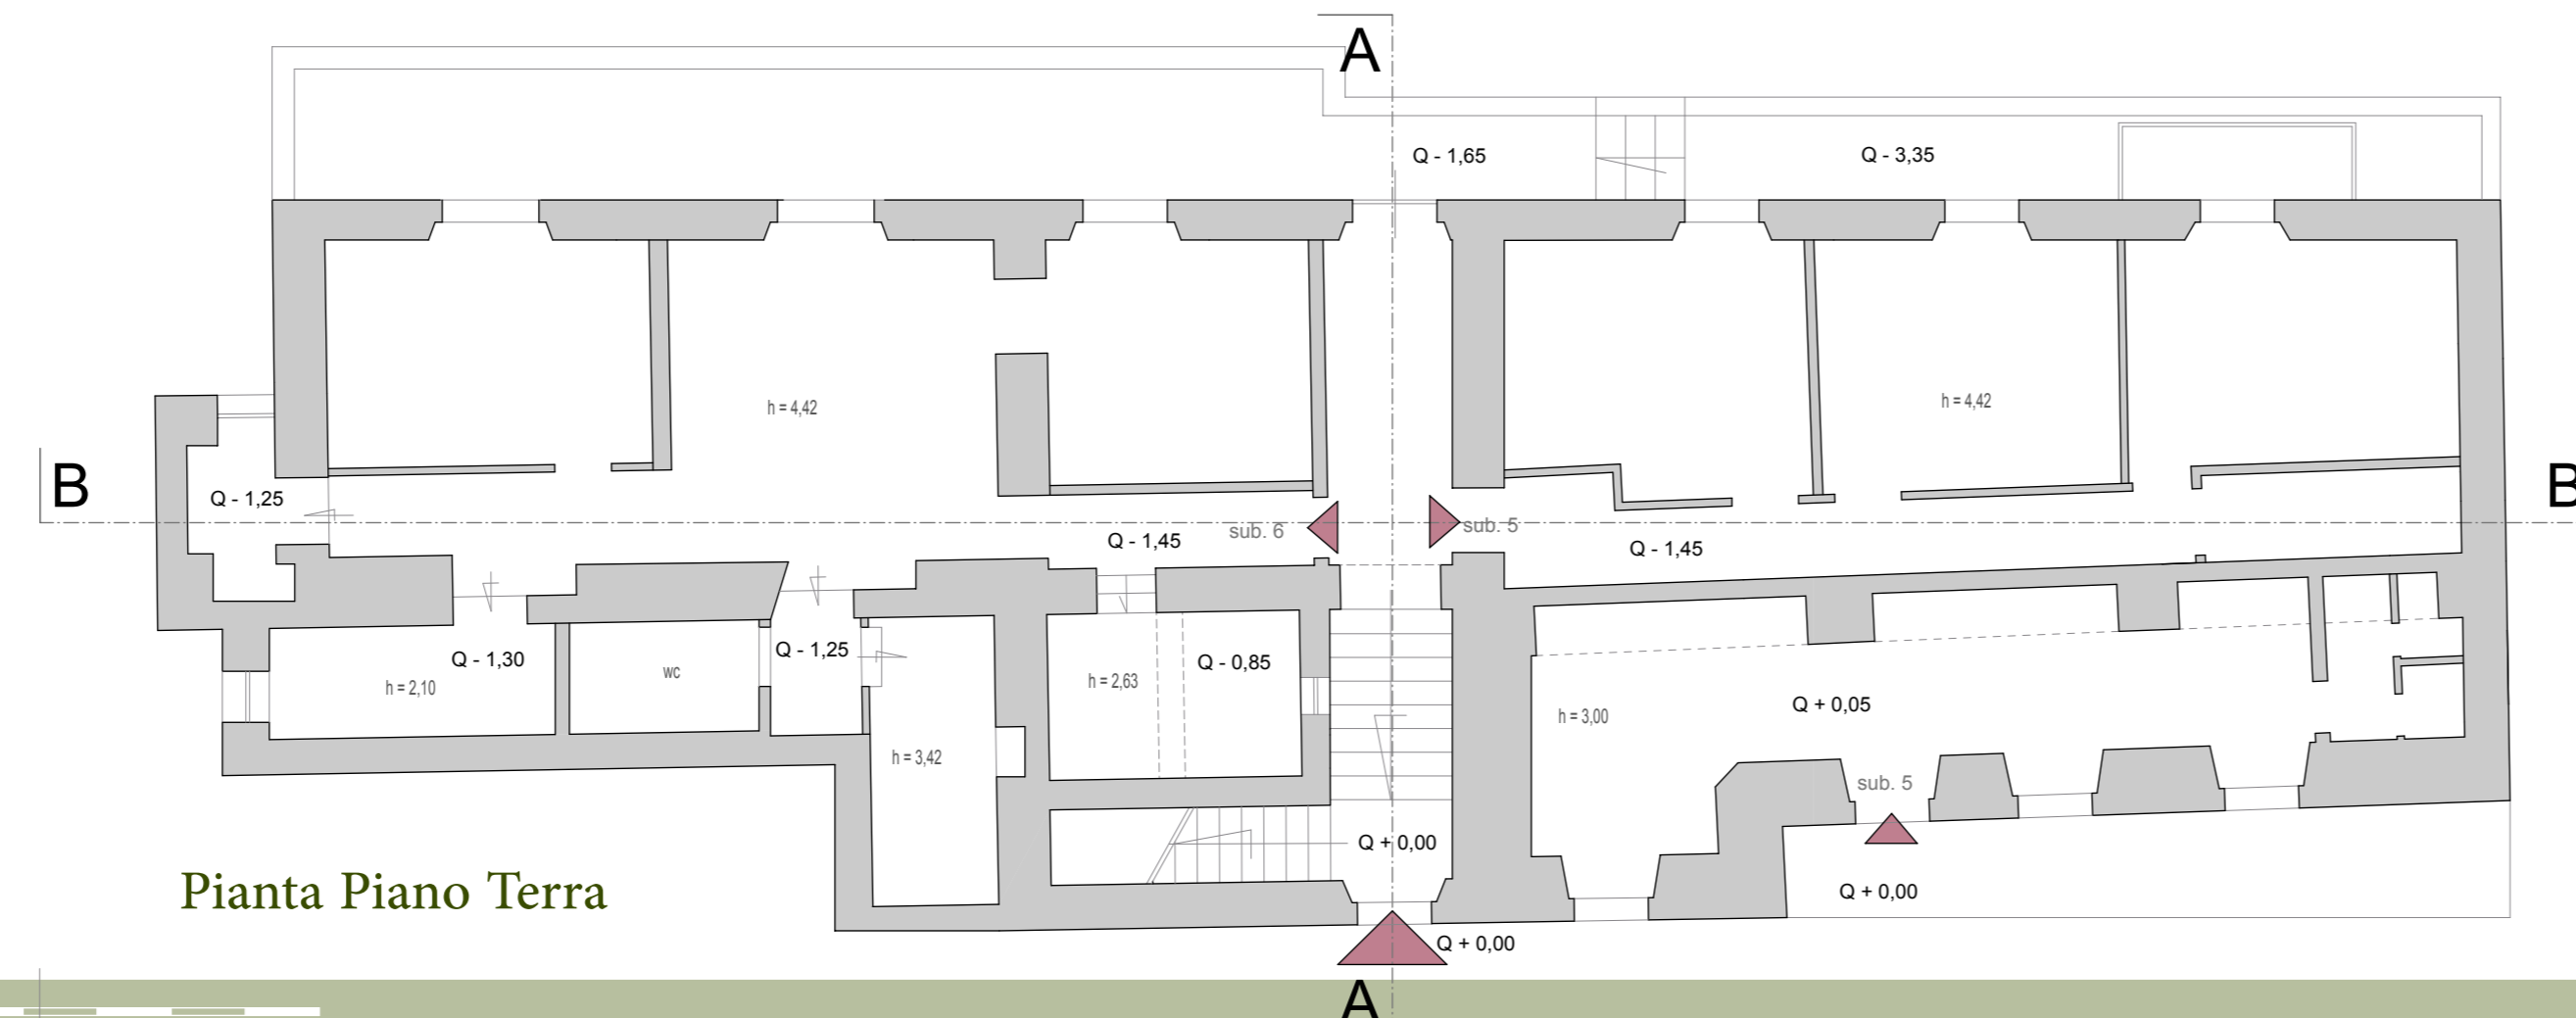 A
Q - 1,65
Q - 3,35
h = 4,42
h = 4,42
B
B
Q - 1,25
Q - 1,45
sub. 6
sub. 5
Q - 1,45
Q - 1,30
h = 2,10
wc
Q - 1,25
h = 2,63
Q - 0,85
h = 3,42
h = 3,00
Q + 0,05
sub. 5
Q + 0,00
Q + 0,00
Q + 0,00
Pianta Piano Terra
A